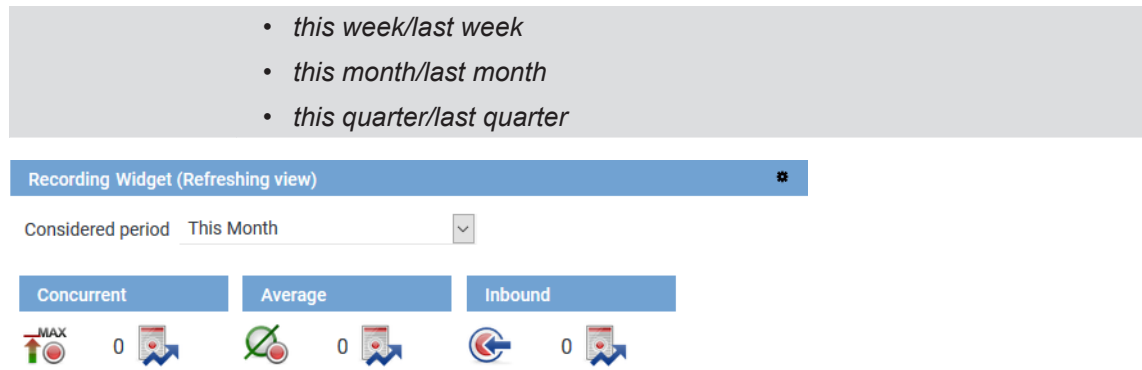 • this week/last week
• this month/last month
• this quarter/last quarter
Recording Widget (Refreshing view)
Considered period This Month
Concurrent Average Inbound
MAX 0 0 0